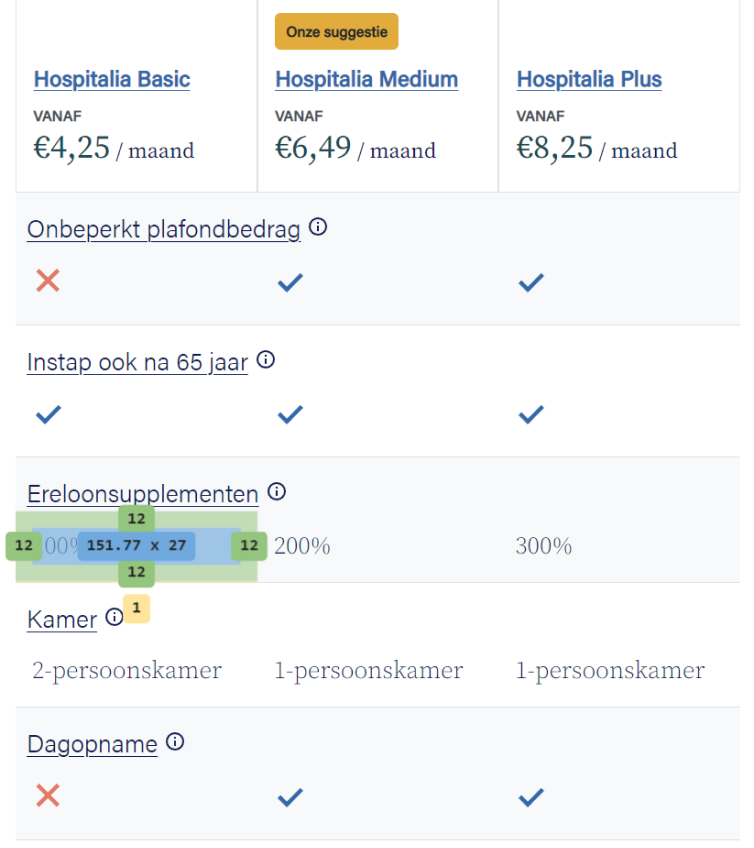 Onze suggestie
Hospitalia Basic Hospitalia Medium Hospitalia Plus
VANAF VANAF VANAF
€4,25 / maand €6,49 / maand €8,25 / maand
Onbeperkt plafondbedrag
Instap ook na 65 jaar
Ereloonsupplementen
12
12 151.77 x 27 12 200% 300%
12
Kamer 1
2-persoonskamer 1-persoonskamer 1-persoonskamer
Dagopname